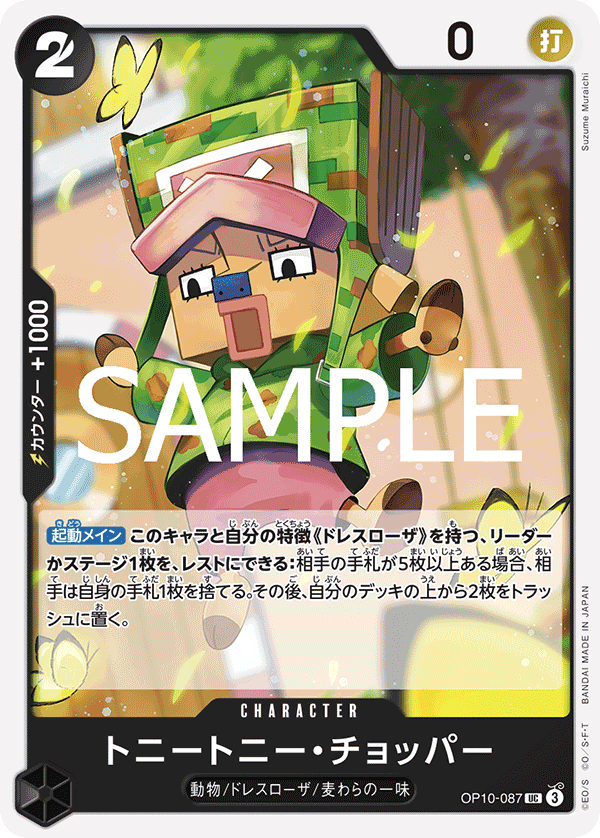 2
0
打
Suzume Muraichi
カウンター +1000
SAMPLE
起動メイン このキャラと自分の特徴《ドレスローザ》を持つ、リーダー
かステージ1枚を、レストにできる:相手の手札が5枚以上ある場合、相
手は自身の手札1枚を捨てる。その後、自分のデッキの上から2枚をトラッ
シュに置く。
CHARACTER
トニートニー・チョッパー
動物/ドレスローザ/麦わらの一味
OP10-087 UC 3
©E.O/S ©O/S・F・T BANDAI MADE IN JAPAN